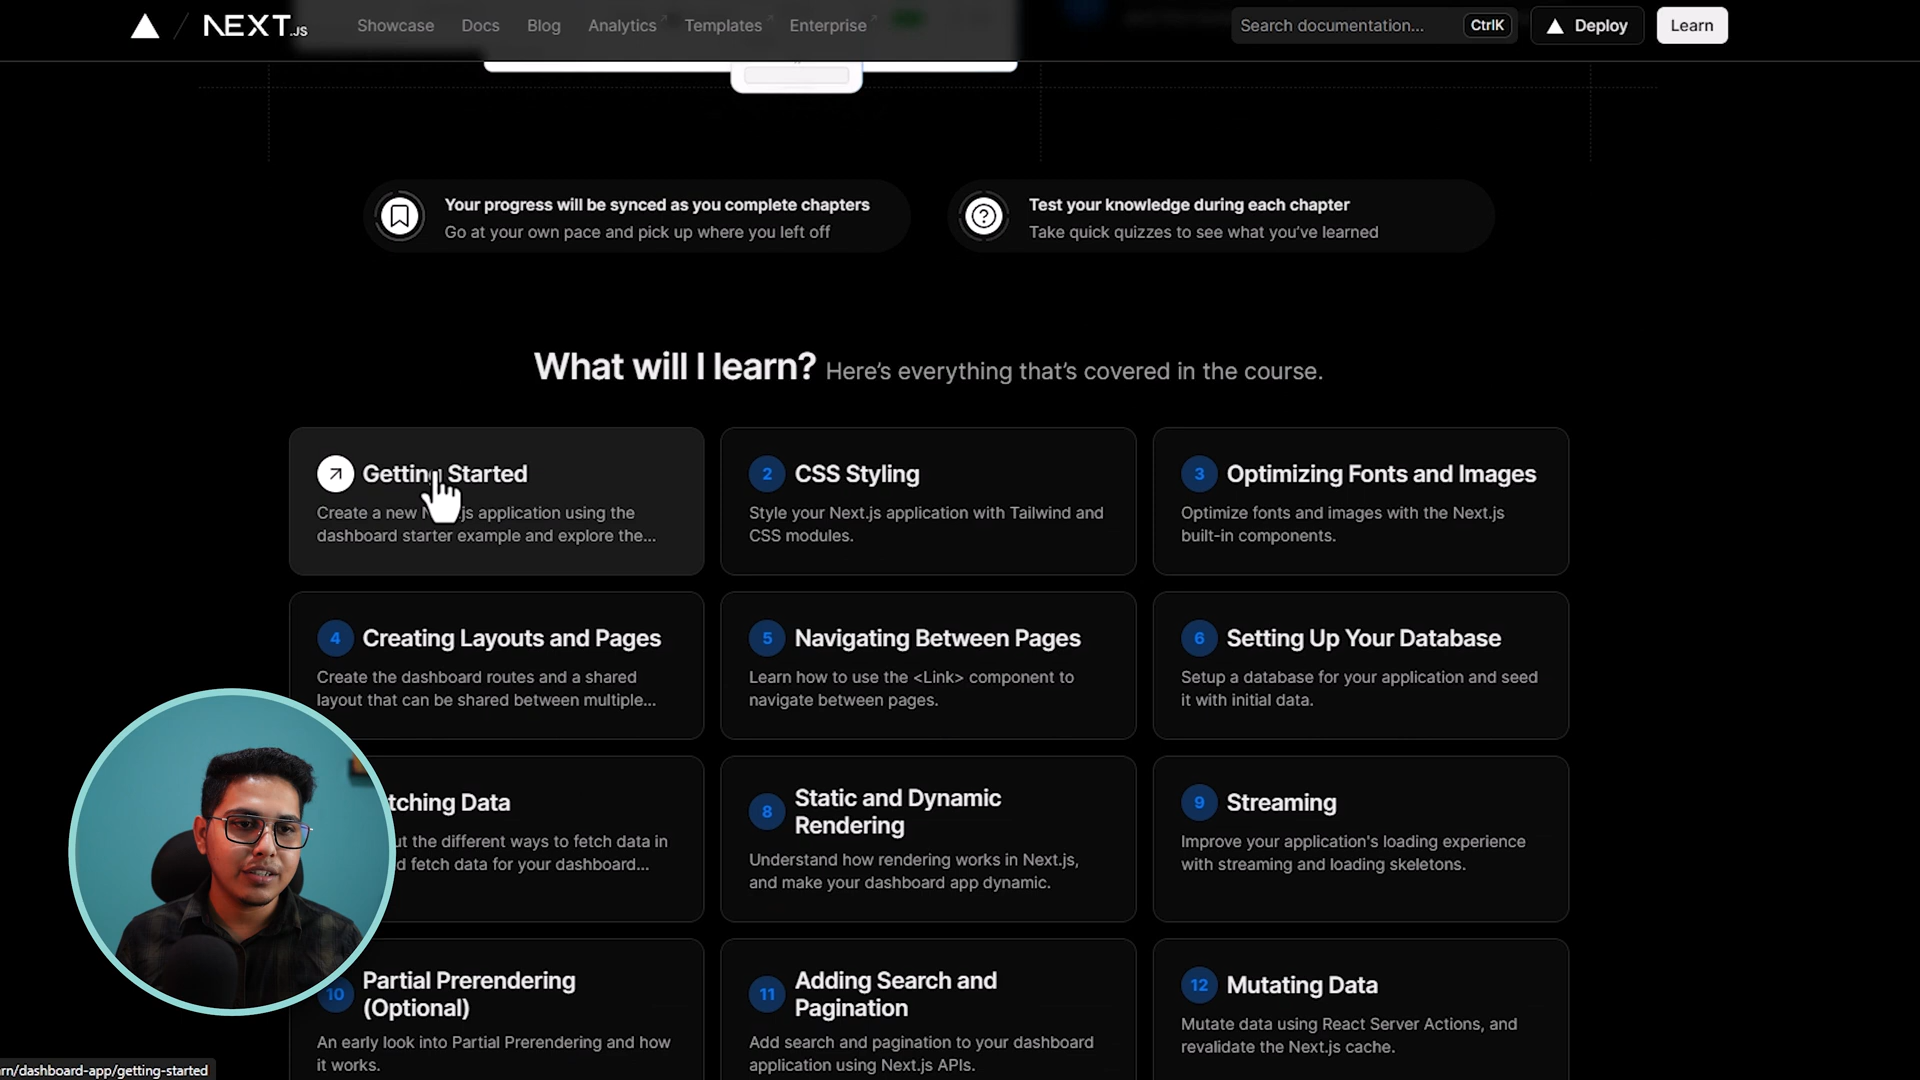 NEXT.JS
Showcase
Docs
Blog
Analytics
Templates
Enterprise
Search documentation...
CtrlK
Deploy
Learn
Your progress will be synced as you complete chapters
Go at your own pace and pick up where you left off
Test your knowledge during each chapter
Take quick quizzes to see what you’ve learned
What will I learn? Here’s everything that’s covered in the course.
Getting Started
Create a new js application using the
dashboard starter example and explore the...
2 CSS Styling
Style your Next.js application with Tailwind and
CSS modules.
3 Optimizing Fonts and Images
Optimize fonts and images with the Next.js
built-in components.
4 Creating Layouts and Pages
Create the dashboard routes and a shared
layout that can be shared between multiple...
5 Navigating Between Pages
Learn how to use the <Link> component to
navigate between pages.
6 Setting Up Your Database
Setup a database for your application and seed
it with initial data.
tching Data
ut the different ways to fetch data in
d fetch data for your dashboard...
8 Static and Dynamic
Rendering
Understand how rendering works in Next.js,
and make your dashboard app dynamic.
9 Streaming
Improve your application's loading experience
with streaming and loading skeletons.
10 Partial Prerendering
(Optional)
An early look into Partial Prerendering and how
it works.
11 Adding Search and
Pagination
Add search and pagination to your dashboard
application using Next.js APIs.
12 Mutating Data
Mutate data using React Server Actions, and
revalidate the Next.js cache.
rn/dashboard-app/getting-started